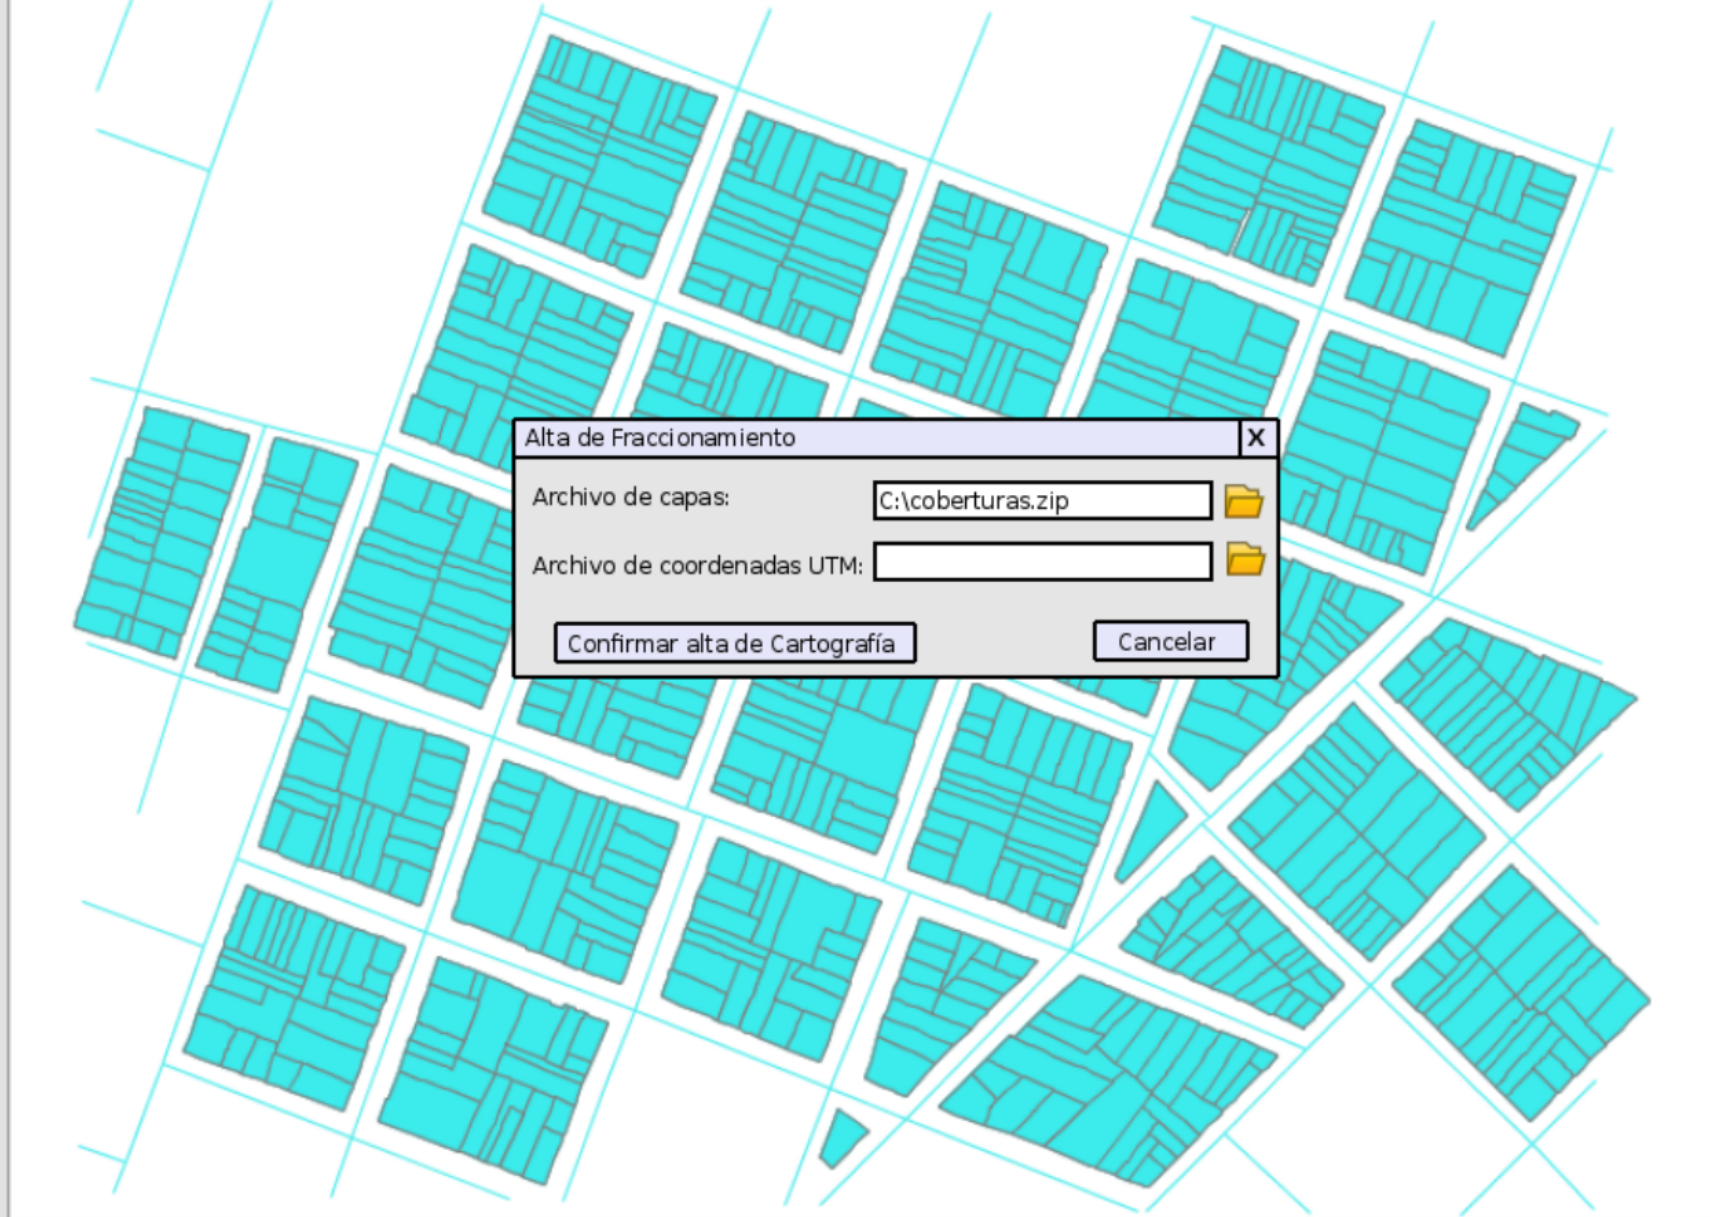 Alta de Fraccionamiento X
Archivo de capas: C:\coberturas.zip
Archivo de coordenadas UTM:
Confirmar alta de Cartografía Cancelar